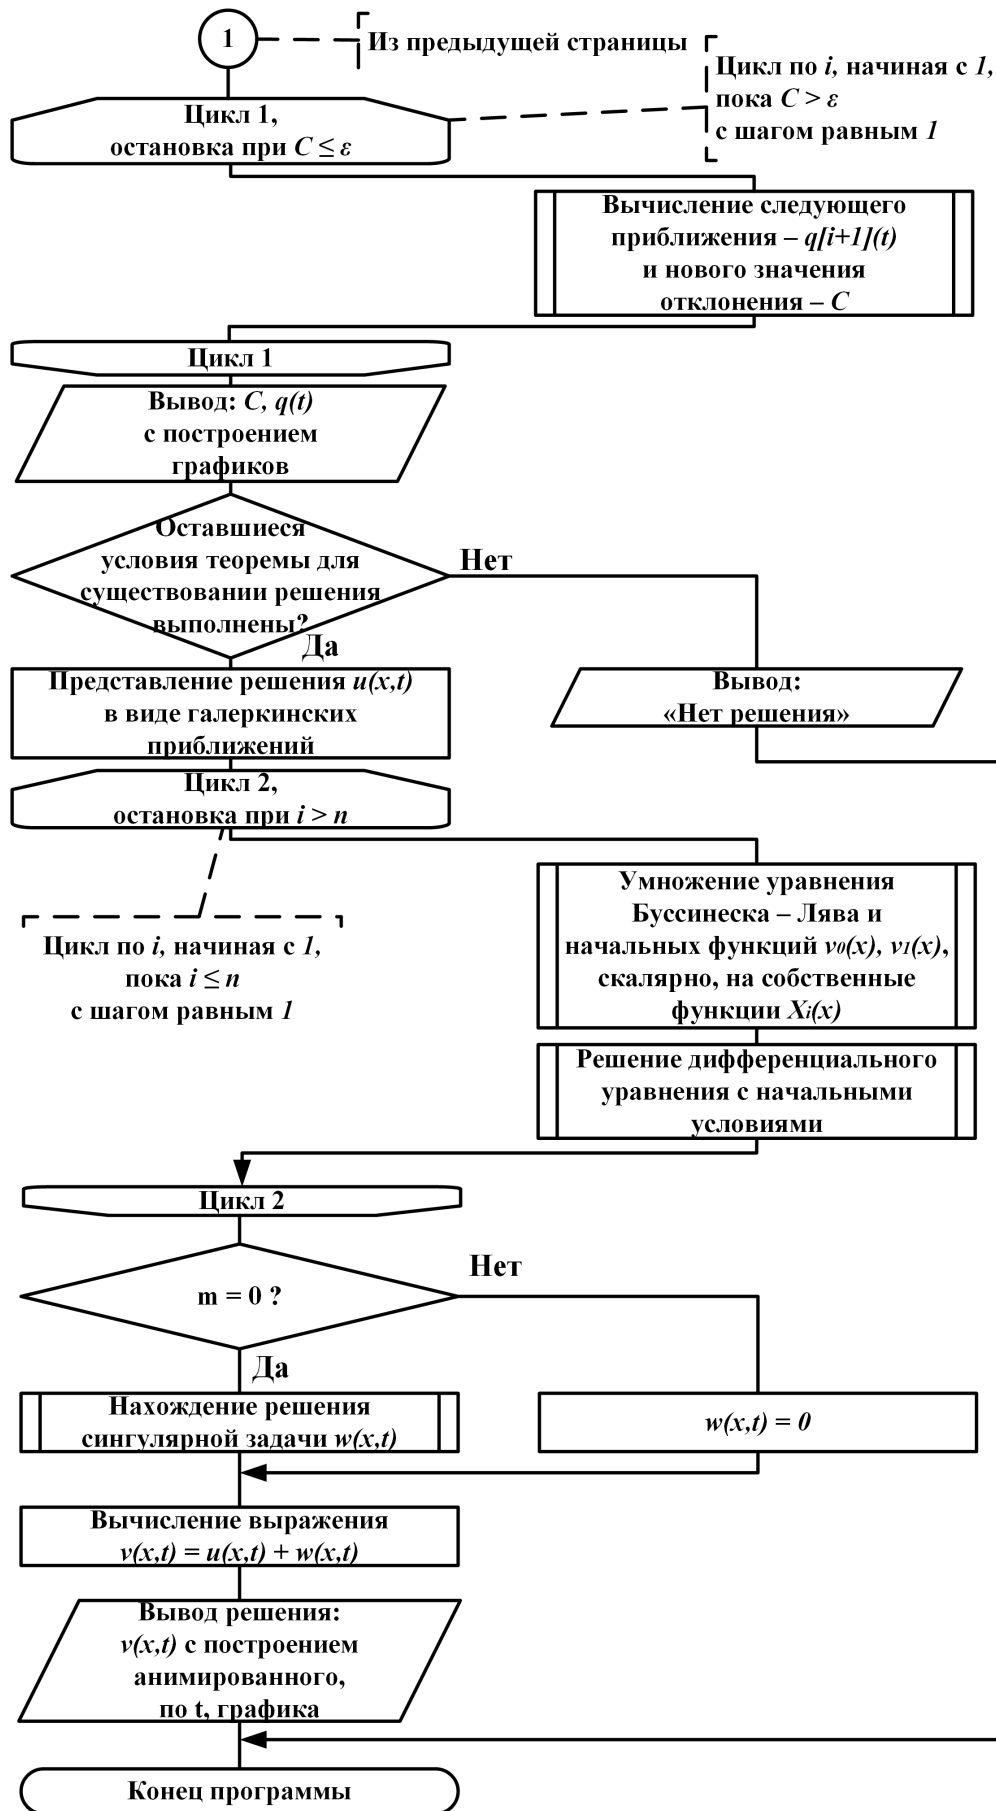 1
Из предыдущей страницы
Цикл по i, начиная с 1,
пока C > ε
с шагом равным 1
Цикл 1,
остановка при C ≤ ε
Вычисление следующего
приближения – q[i+1](t)
и нового значения
отклонения – C
Цикл 1
Вывод: C, q(t)
с построением
графиков
Оставшиеся
условия теоремы для
существовании решения
выполнены?
Нет
Да
Представление решения u(x,t)
в виде галеркинских
приближений
Вывод:
«Нет решения»
Цикл 2,
остановка при i > n
Цикл по i, начиная с 1,
пока i ≤ n
с шагом равным 1
Умножение уравнения
Буссинеска – Лява и
начальных функций v₀(x), v₁(x),
скалярно, на собственные
функции Xᵢ(x)
Решение дифференциального
уравнения с начальными
условиями
Цикл 2
m = 0 ?
Нет
Да
Нахождение решения
сингулярной задачи w(x,t)
w(x,t) = 0
Вычисление выражения
v(x,t) = u(x,t) + w(x,t)
Вывод решения:
v(x,t) с построением
анимированного,
по t, графика
Конец программы